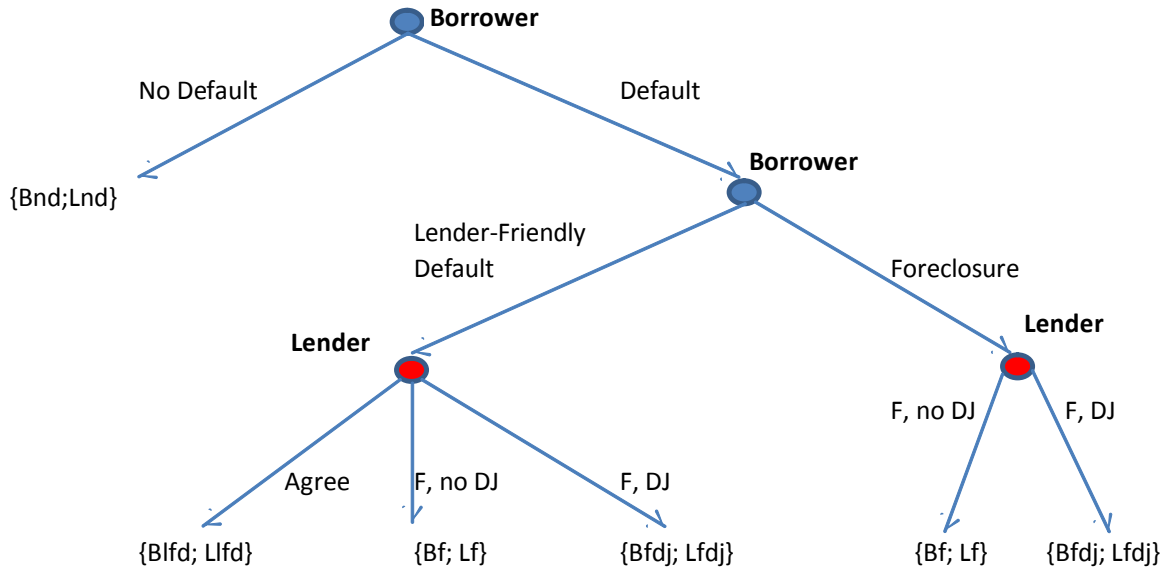 Borrower
No Default
Default
Borrower
{Bnd;Lnd}
Lender-Friendly
Default
Foreclosure
Lender
Lender
F, no DJ
F, DJ
Agree
F, no DJ
F, DJ
{Blfd; Llfd}
{Bf; Lf}
{Bfdj; Lfdj}
{Bf; Lf}
{Bfdj; Lfdj}